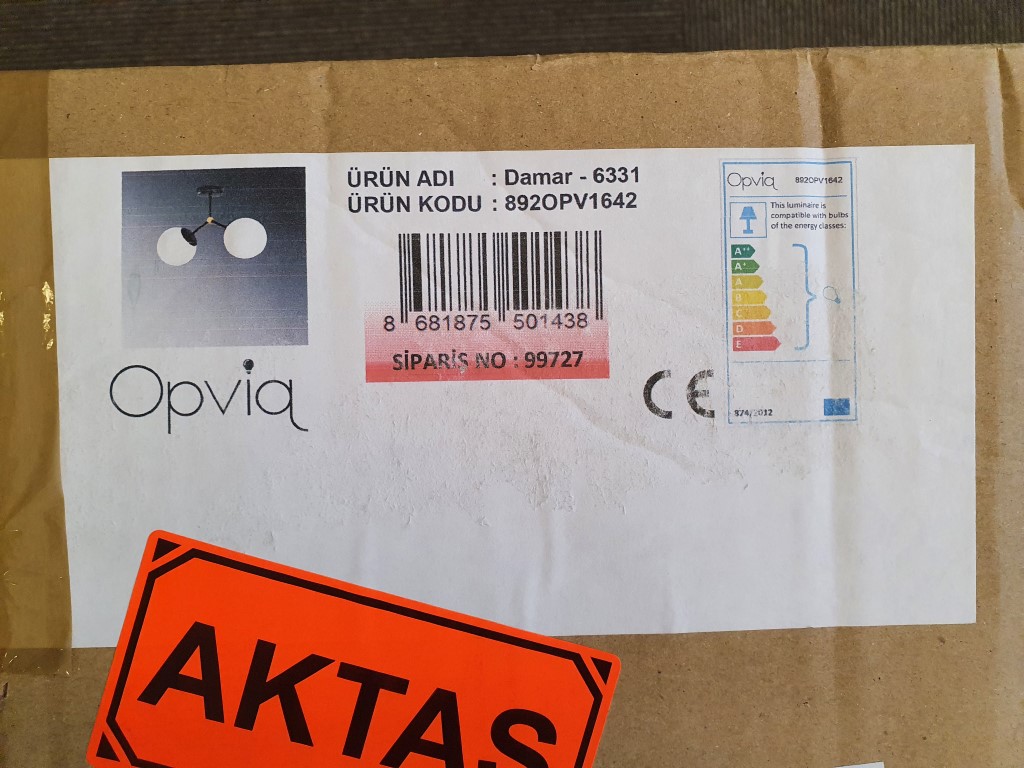 ÜRÜN ADI : Damar - 6331
ÜRÜN KODU : 892OPV1642
8 681875 501438
SİPARİŞ NO : 99727
Opviq
CE
Opviq 892OPV1642
This luminaire is
compatible with bulbs
of the energy classes:
A++
A+
A
B
C
D
E
874/2012
AKTAS